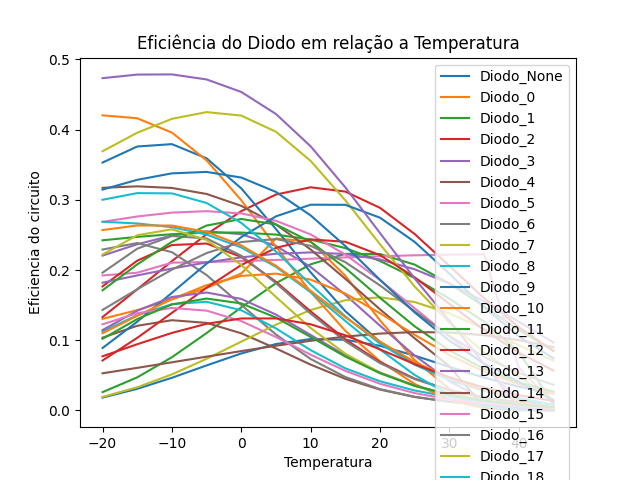 Eficiência do Diodo em relação a Temperatura
Eficiencia do circuito
0.5
0.4
0.3
0.2
0.1
0.0
−20
−10
0
10
20
30
40
Temperatura
Diodo_None
Diodo_0
Diodo_1
Diodo_2
Diodo_3
Diodo_4
Diodo_5
Diodo_6
Diodo_7
Diodo_8
Diodo_9
Diodo_10
Diodo_11
Diodo_12
Diodo_13
Diodo_14
Diodo_15
Diodo_16
Diodo_17
Diodo_18